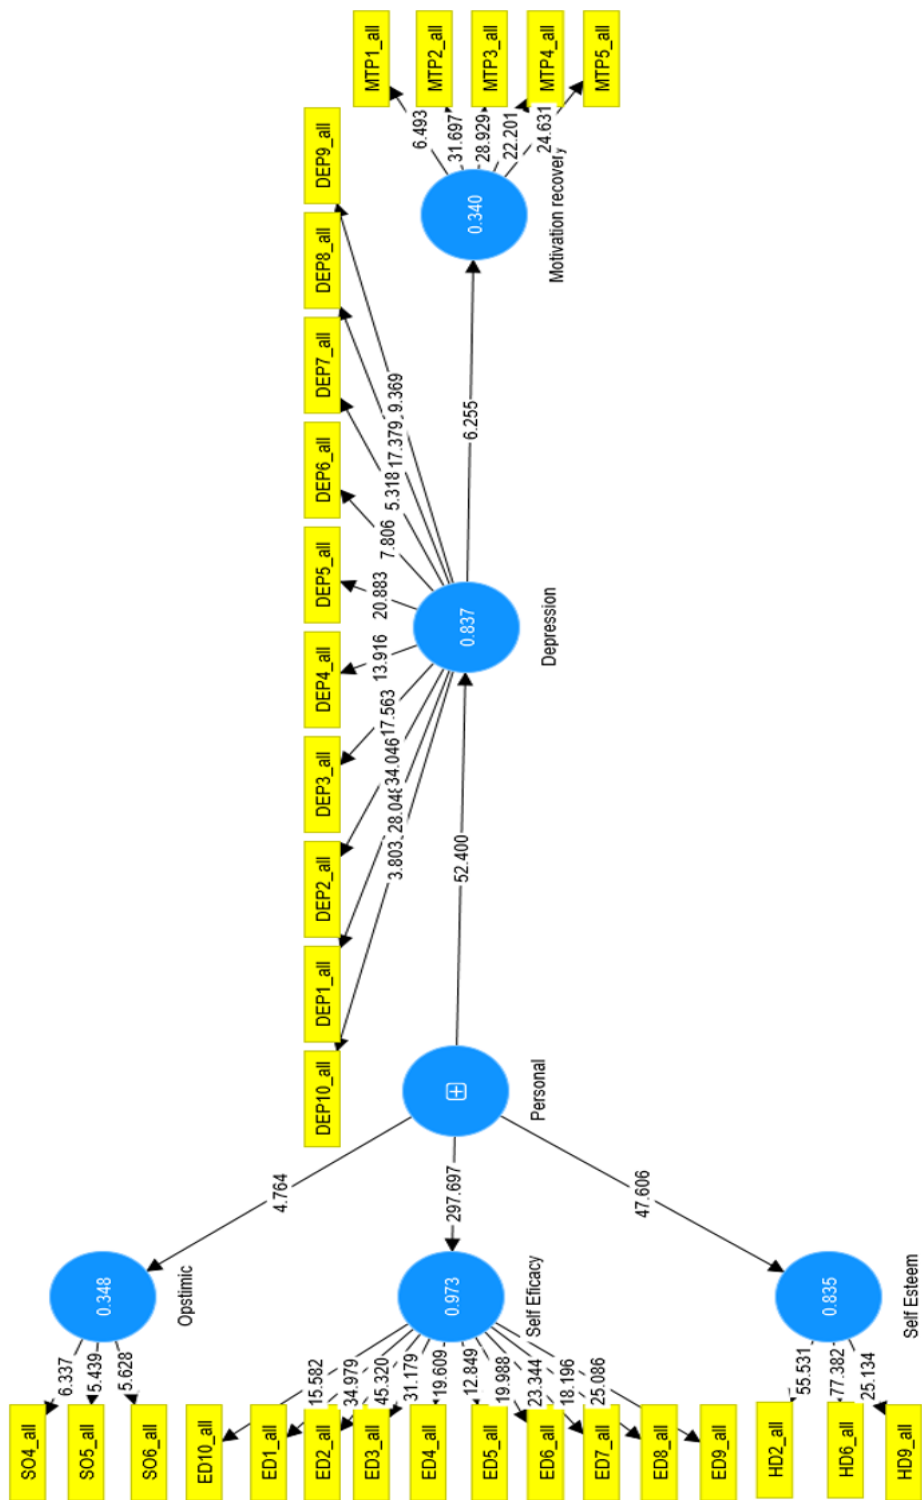 SO4_all
SO5_all
SO6_all
6.337
5.439
5.628
0.348
Opstimic
4.764
ED10_all
ED1_all
ED2_all
ED3_all
ED4_all
ED5_all
ED6_all
ED7_all
ED8_all
ED9_all
15.582
34.979
45.320
31.179
19.609
12.849
19.988
23.344
18.196
25.086
0.973
Self Eficacy
297.697
HD2_all
HD6_all
HD9_all
55.531
77.382
25.134
0.835
Self Esteem
47.606
Personal
52.400
DEP10_all
DEP1_all
DEP2_all
DEP3_all
DEP4_all
DEP5_all
DEP6_all
DEP7_all
DEP8_all
DEP9_all
3.803
28.048
34.046
17.563
13.916
20.883
7.806
5.318
17.379
9.369
0.837
Depression
6.255
0.340
Motivation recovery
6.493
31.697
28.929
22.201
24.631
MTP1_all
MTP2_all
MTP3_all
MTP4_all
MTP5_all